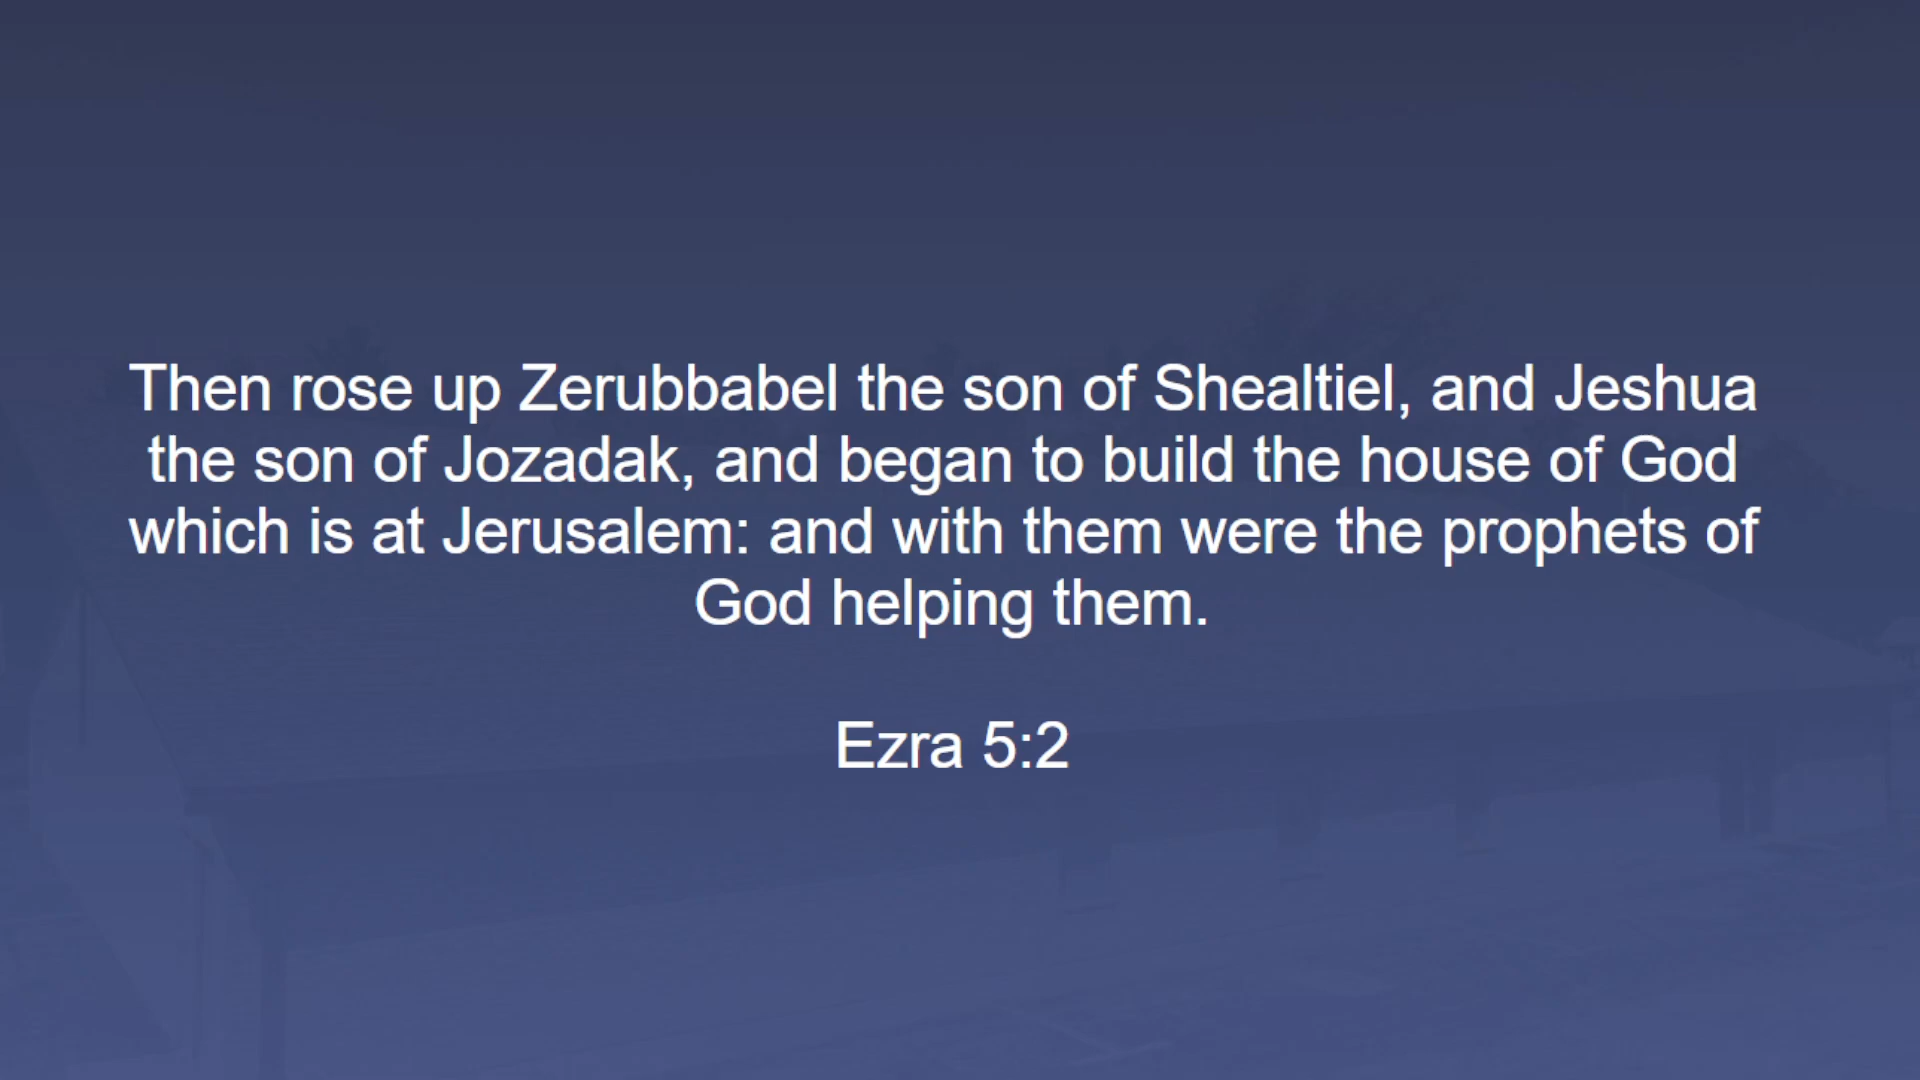 Then rose up Zerubbabel the son of Shealtiel, and Jeshua
the son of Jozadak, and began to build the house of God
which is at Jerusalem: and with them were the prophets of
God helping them.
Ezra 5:2